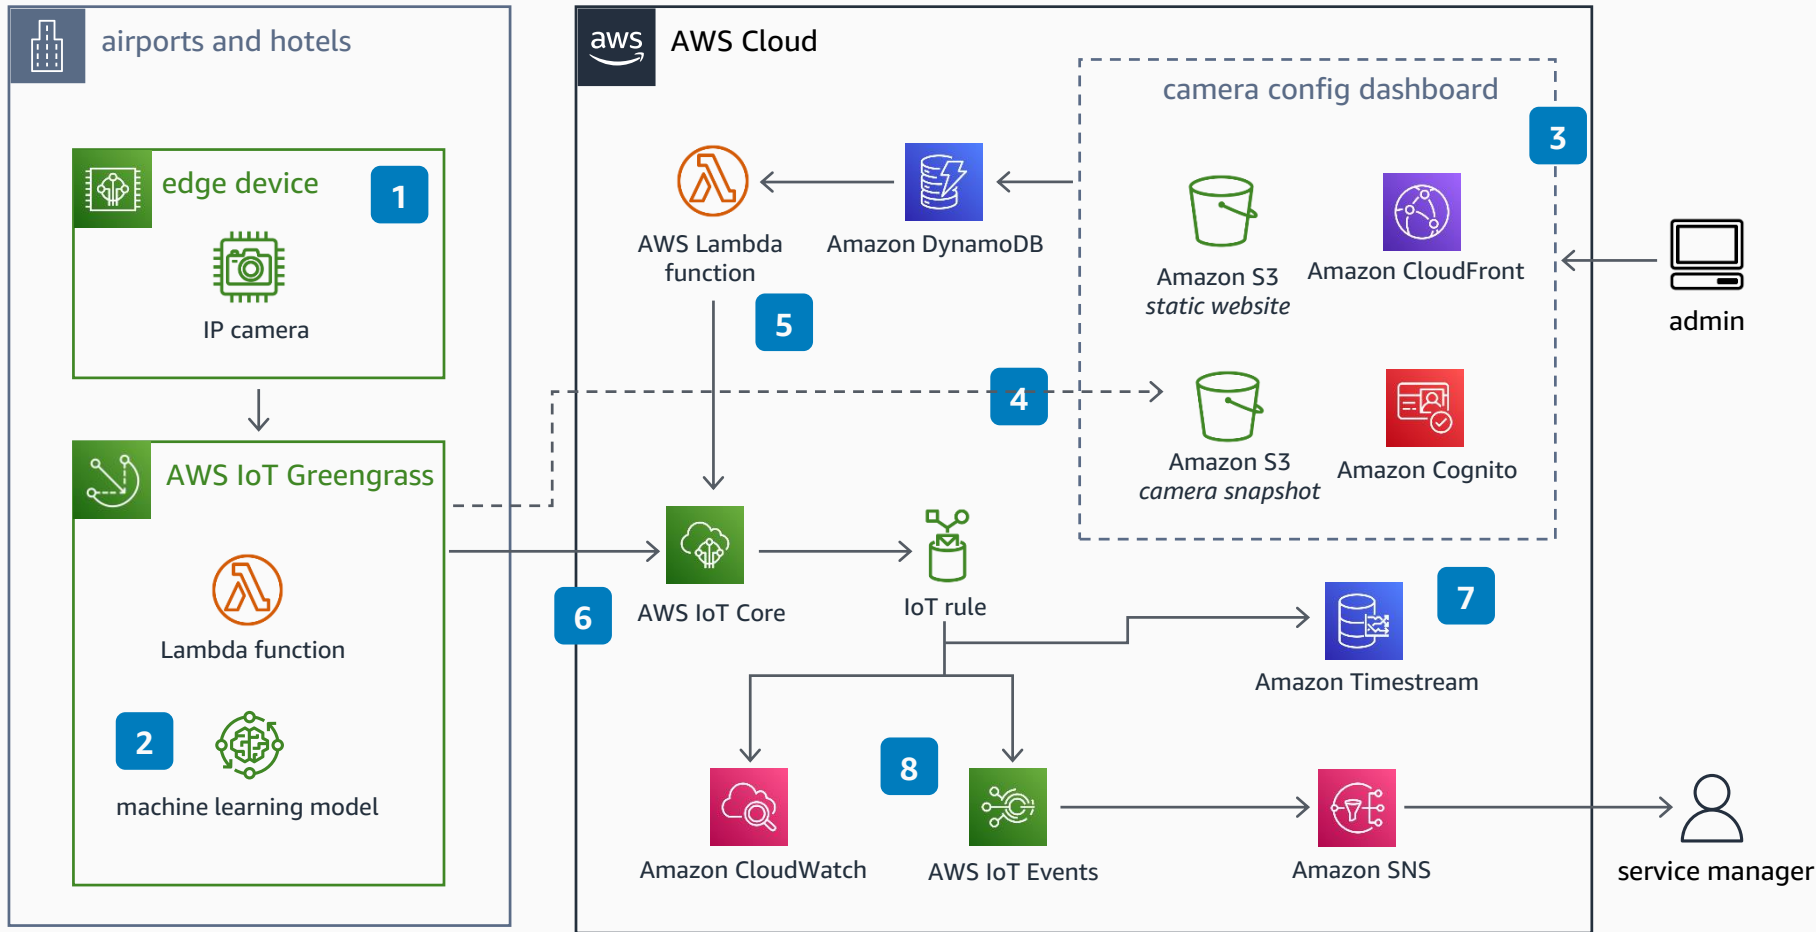 airports and hotels
edge device
1
IP camera
AWS IoT Greengrass
Lambda function
2
machine learning model
aws
AWS Cloud
camera config dashboard
3
AWS Lambda
function
Amazon DynamoDB
Amazon S3
static website
Amazon CloudFront
admin
5
4
Amazon S3
camera snapshot
Amazon Cognito
6
AWS IoT Core
IoT rule
7
Amazon Timestream
8
Amazon CloudWatch
AWS IoT Events
Amazon SNS
service manager